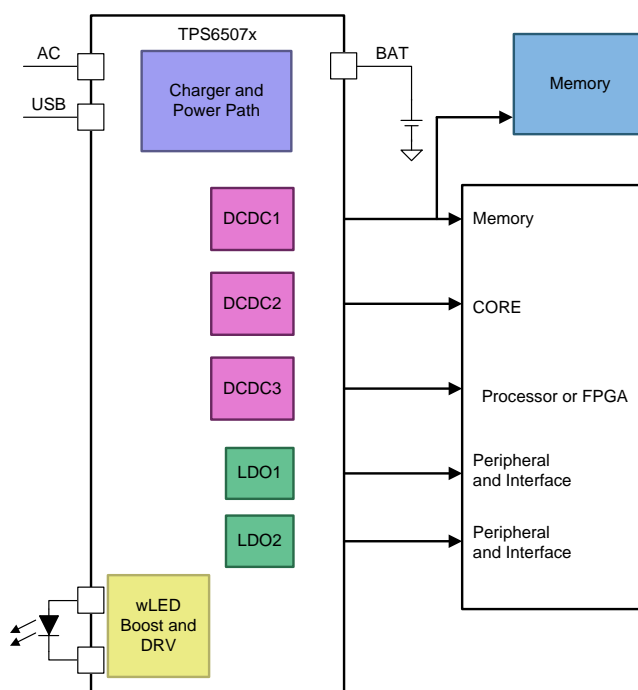 TPS6507x
AC
USB
Charger and
Power Path
BAT
Memory
DCDC1
Memory
DCDC2
CORE
DCDC3
Processor or FPGA
LDO1
Peripheral
and Interface
LDO2
Peripheral
and Interface
wLED
Boost and
DRV